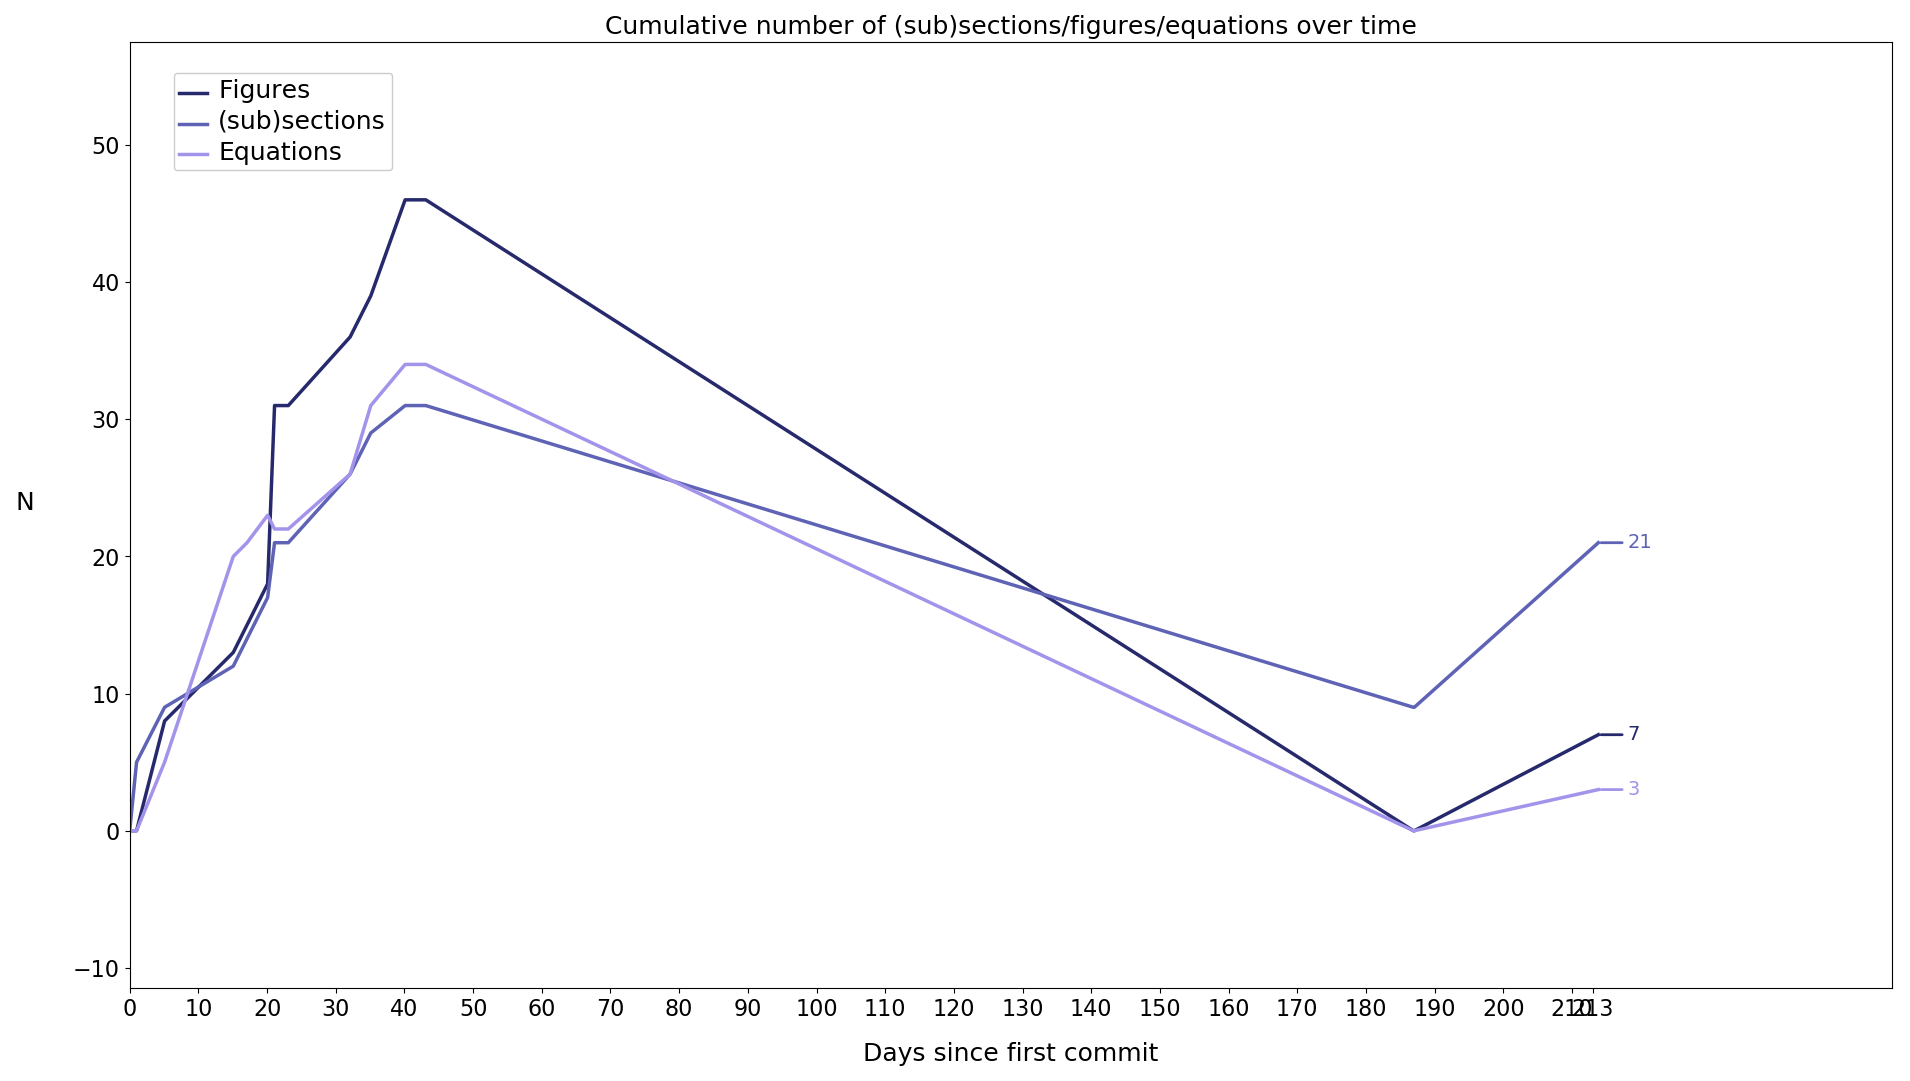 Cumulative number of (sub)sections/figures/equations over time
Figures
(sub)sections
Equations
50
40
30
20
10
0
−10
N
21
7
3
0 10 20 30 40 50 60 70 80 90 100 110 120 130 140 150 160 170 180 190 200 210 213
Days since first commit